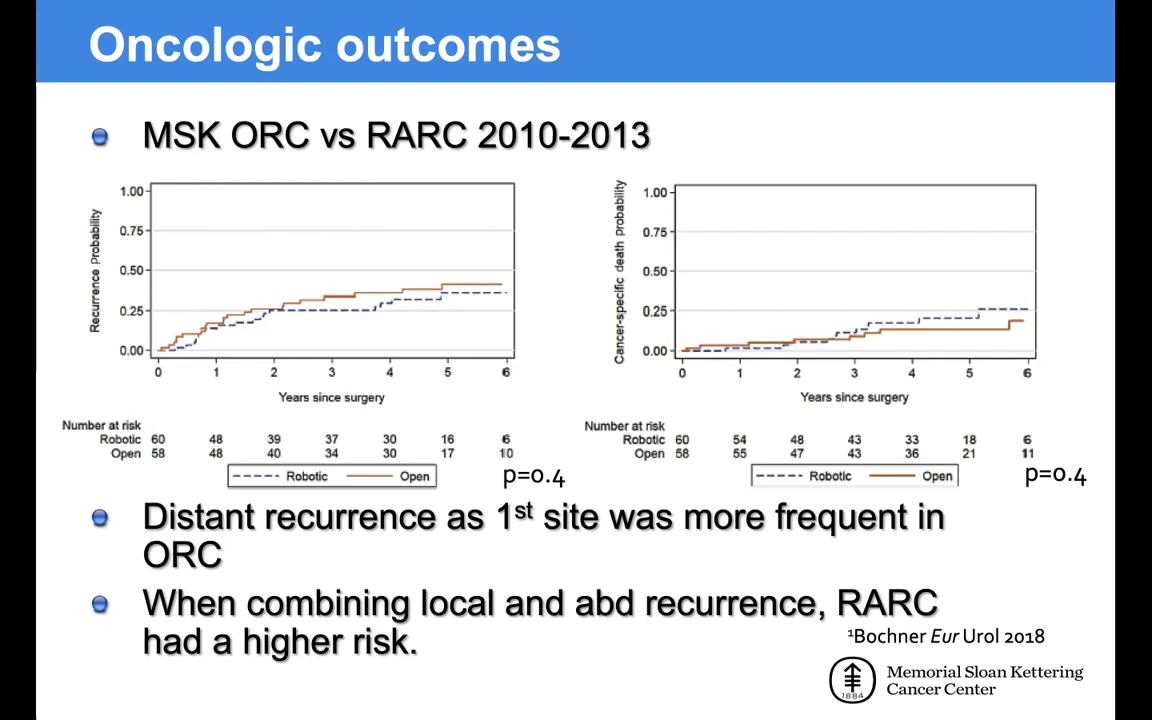 Oncologic outcomes
MSK ORC vs RARC 2010-2013
Recurrence Probability
1.00
0.75
0.50
0.25
0.00
0 1 2 3 4 5 6
Years since surgery
Number at risk
Robotic 60 48 39 37 30 16 6
Open 58 48 40 34 30 17 10
Robotic Open
p=0.4
Cancer-specific death probability
1.00
0.75
0.50
0.25
0.00
0 1 2 3 4 5 6
Years since surgery
Number at risk
Robotic 60 54 48 43 33 18 6
Open 58 55 47 43 36 21 11
Robotic Open
p=0.4
Distant recurrence as 1st site was more frequent in
ORC
When combining local and abd recurrence, RARC
had a higher risk.
1Bochner Eur Urol 2018
1884
Memorial Sloan Kettering
Cancer Center